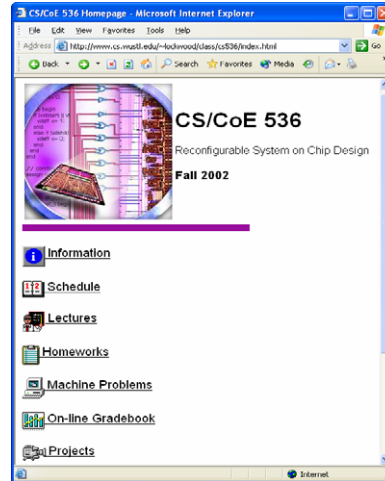 CS/CoE 536 Homepage - Microsoft Internet Explorer
File Edit View Favorites Tools Help
Address http://www.cs.wustl.edu/~lockwood/class/cs536/index.html Go
Back Search Favorites Media
CS/CoE 536
Reconfigurable System on Chip Design
Fall 2002
Information
Schedule
Lectures
Homeworks
Machine Problems
On-line Gradebook
Projects
Internet